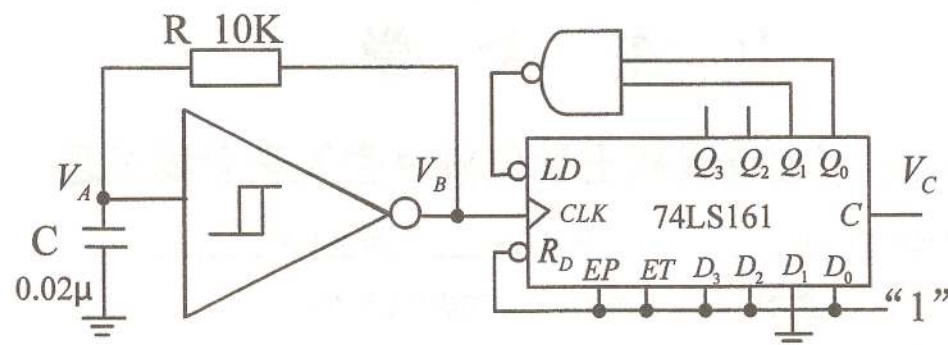 R 10K
V_A
V_B
C
0.02μ
LD
CLK
R_D
Q_3 Q_2 Q_1 Q_0
74LS161
C
V_C
EP ET D_3 D_2 D_1 D_0
“1”